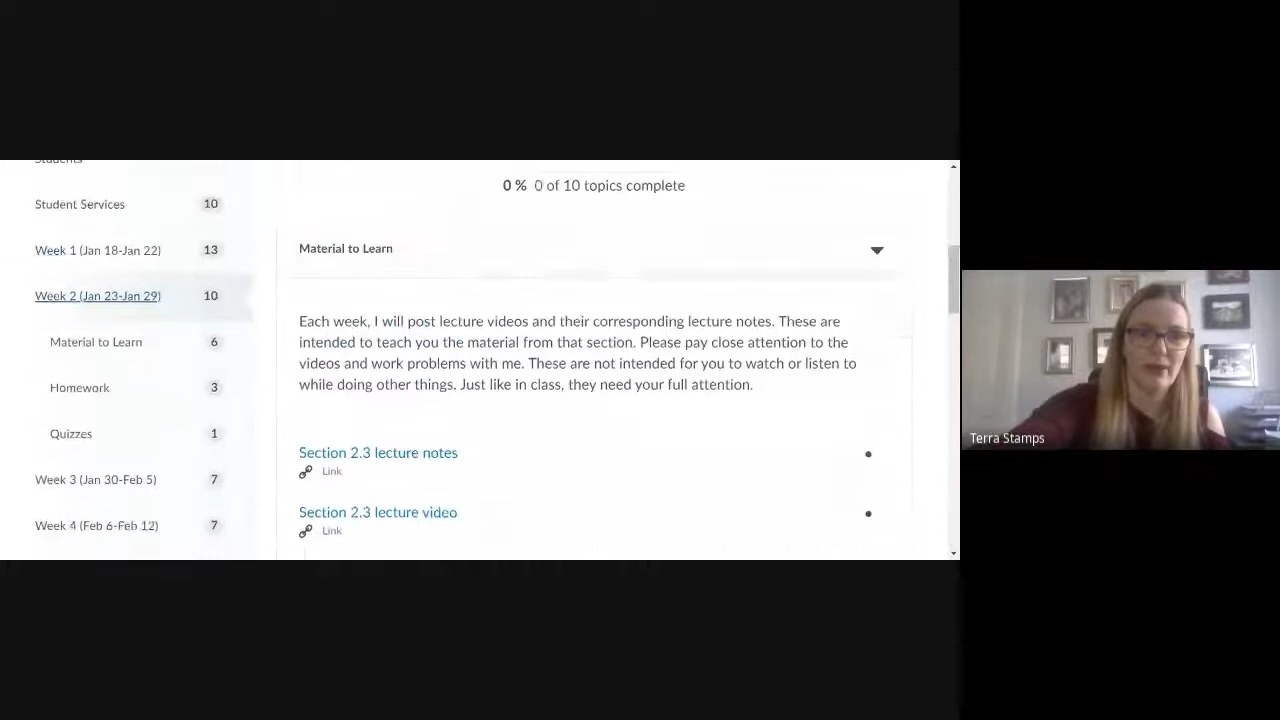 Students
Student Services 10
Week 1 (Jan 18-Jan 22) 13
Week 2 (Jan 23-Jan 29) 10
Material to Learn 6
Homework 3
Quizzes 1
Week 3 (Jan 30-Feb 5) 7
Week 4 (Feb 6-Feb 12) 7
0 % 0 of 10 topics complete
Material to Learn
Each week, I will post lecture videos and their corresponding lecture notes. These are
intended to teach you the material from that section. Please pay close attention to the
videos and work problems with me. These are not intended for you to watch or listen to
while doing other things. Just like in class, they need your full attention.
Section 2.3 lecture notes
Link
Section 2.3 lecture video
Link
Terra Stamps